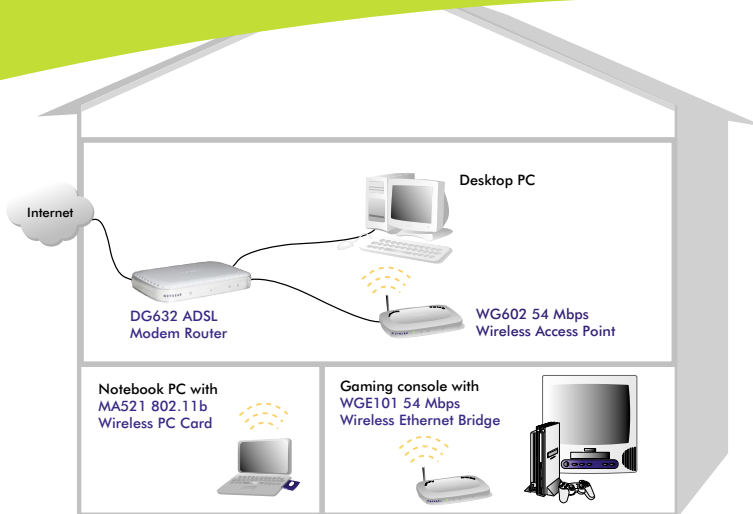 Desktop PC
Internet
DG632 ADSL
Modem Router
WG602 54 Mbps
Wireless Access Point
Notebook PC with
MA521 802.11b
Wireless PC Card
Gaming console with
WGE101 54 Mbps
Wireless Ethernet Bridge
NETGEAR